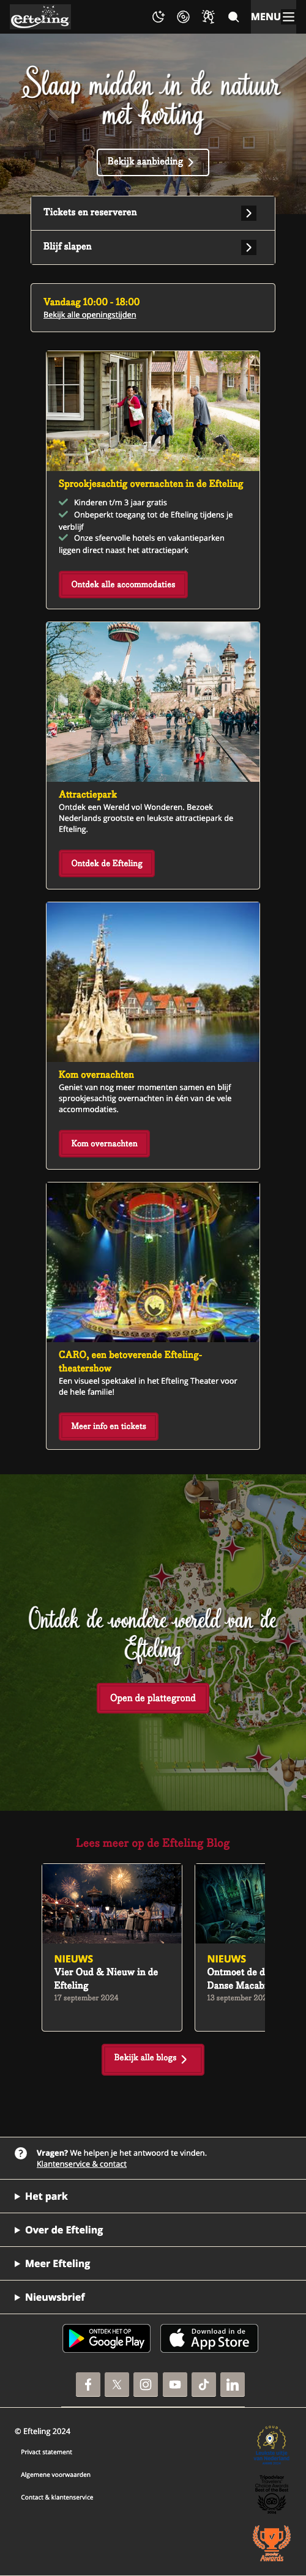 Efteling
MENU
Slaap midden in de natuur
met korting
Bekijk aanbieding
Tickets en reserveren
Blijf slapen
Vandaag 10:00 - 18:00
Bekijk alle openingstijden
Sprookjesachtig overnachten in de Efteling
Kinderen t/m 3 jaar gratis
Onbeperkt toegang tot de Efteling tijdens je
verblijf
Onze sfeervolle hotels en vakantieparken
liggen direct naast het attractiepark
Ontdek alle accommodaties
Attractiepark
Ontdek een Wereld vol Wonderen. Bezoek
Nederlands grootste en leukste attractiepark de
Efteling.
Ontdek de Efteling
Kom overnachten
Geniet van nog meer momenten samen en blijf
sprookjesachtig overnachten in één van de vele
accommodaties.
Kom overnachten
CARO, een betoverende Efteling-
theatershow
Een visueel spektakel in het Efteling Theater voor
de hele familie!
Meer info en tickets
Ontdek de wondere wereld van de
Efteling
Open de plattegrond
Lees meer op de Efteling Blog
NIEUWS
Vier Oud & Nieuw in de
Efteling
17 september 2024
NIEUWS
Ontmoet de d
Danse Macab
13 september 202
Bekijk alle blogs
Vragen? We helpen je het antwoord te vinden.
Klantenservice & contact
Het park
Over de Efteling
Meer Efteling
Nieuwsbrief
ONTDEK HET OP
Google Play
Download in de
App Store
© Efteling 2024
Privacy statement
Algemene voorwaarden
Contact & klantenservice
Awards